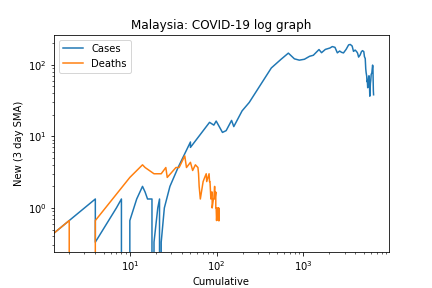 Malaysia: COVID-19 log graph
Cases
Deaths
New (3 day SMA)
10²
10¹
10⁰
10¹
10²
10³
Cumulative